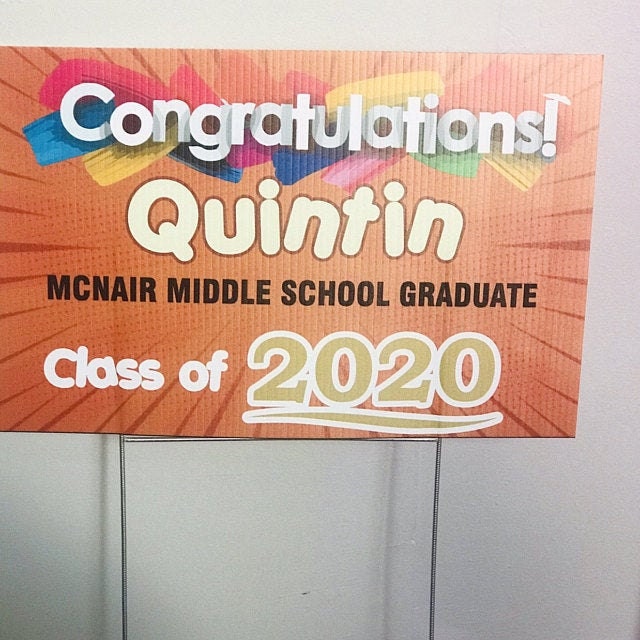 Congratulations!
Quintin
MCNAIR MIDDLE SCHOOL GRADUATE
Class of 2020